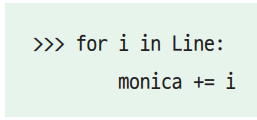 >>> for i in Line:
        monica += i